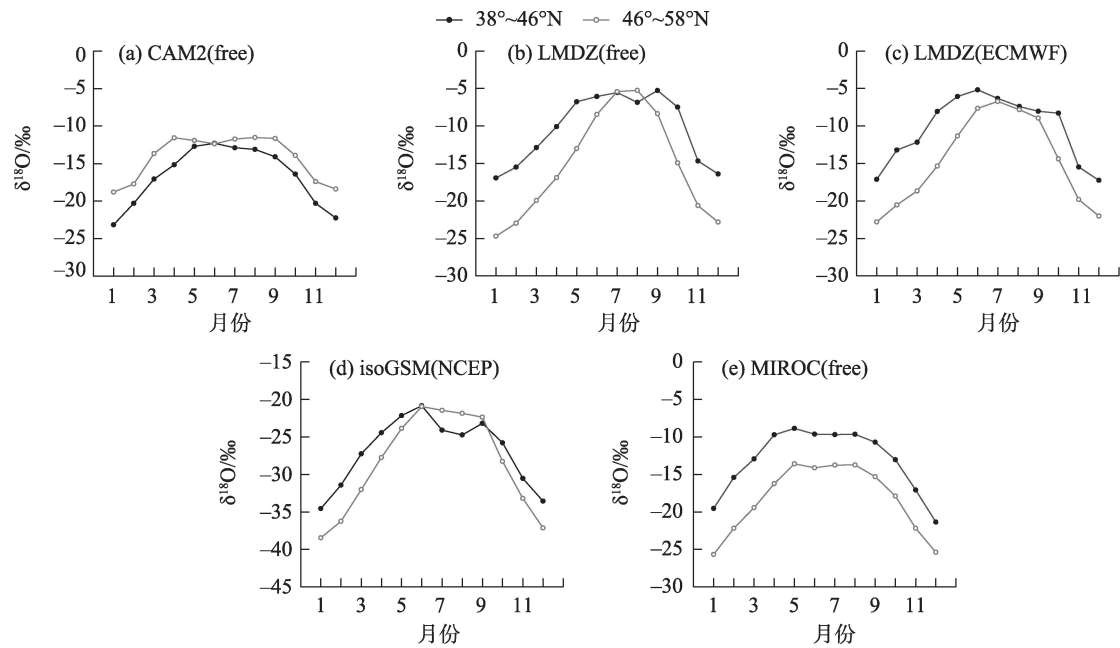 38°~46°N 46°~58°N
(a) CAM2(free)
0
–5
–10
–15
–20
–25
–30
δ¹⁸O/‰
1 3 5 7 9 11
月份
(b) LMDZ(free)
0
–5
–10
–15
–20
–25
–30
δ¹⁸O/‰
1 3 5 7 9 11
月份
(c) LMDZ(ECMWF)
0
–5
–10
–15
–20
–25
–30
δ¹⁸O/‰
1 3 5 7 9 11
月份
(d) isoGSM(NCEP)
–15
–20
–25
–30
–35
–40
–45
δ¹⁸O/‰
1 3 5 7 9 11
月份
(e) MIROC(free)
0
–5
–10
–15
–20
–25
–30
δ¹⁸O/‰
1 3 5 7 9 11
月份